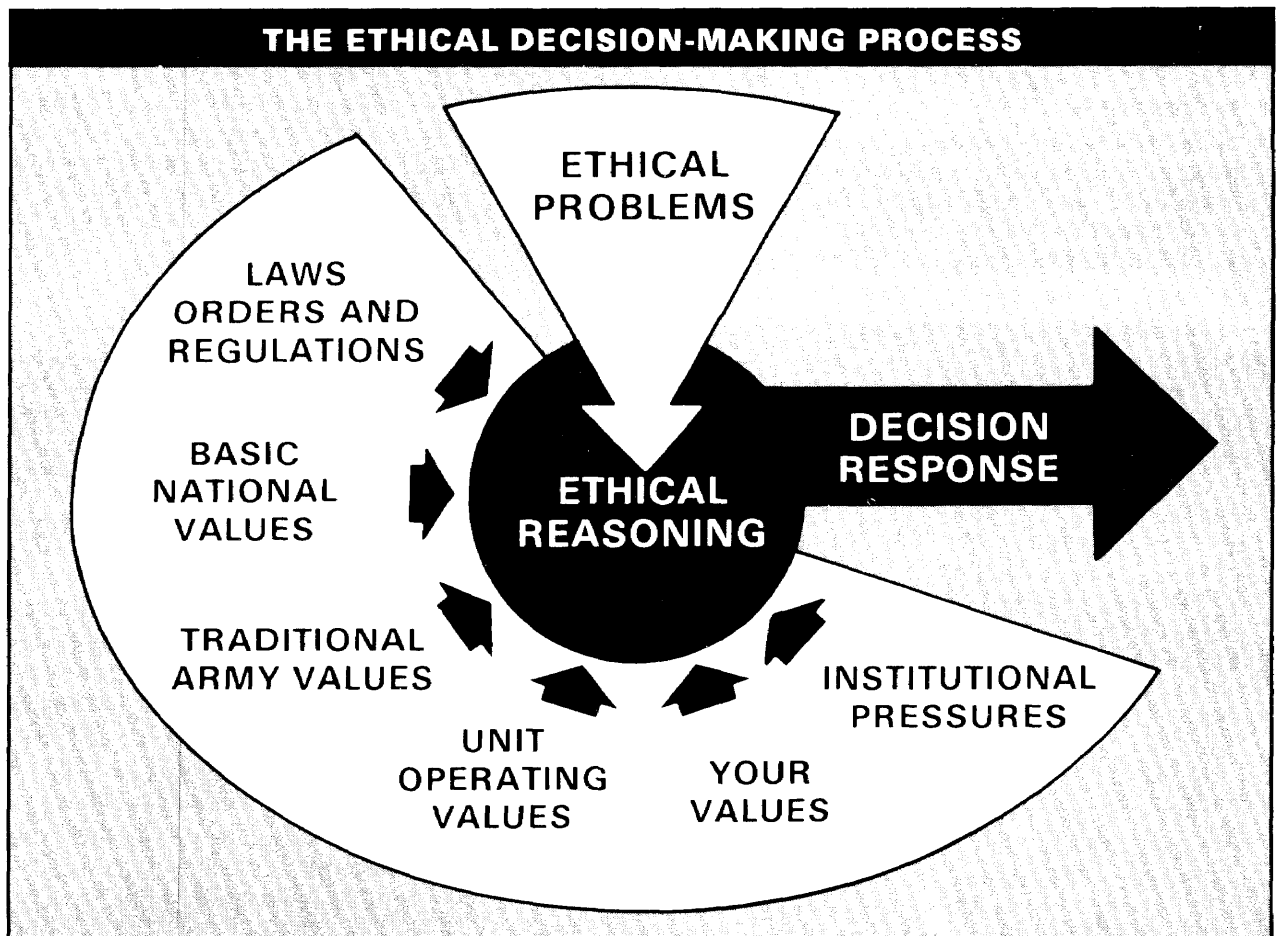 THE ETHICAL DECISION-MAKING PROCESS
ETHICAL
PROBLEMS
LAWS
ORDERS AND
REGULATIONS
BASIC
NATIONAL
VALUES
TRADITIONAL
ARMY VALUES
UNIT
OPERATING
VALUES
YOUR
VALUES
INSTITUTIONAL
PRESSURES
ETHICAL
REASONING
DECISION
RESPONSE